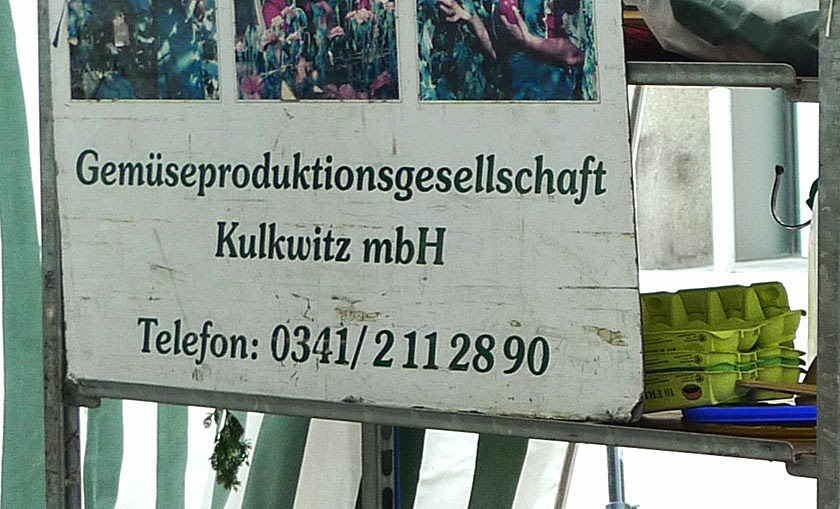 Gemüseproduktionsgesellschaft
Kulkwitz mbH
Telefon: 0341/2112890